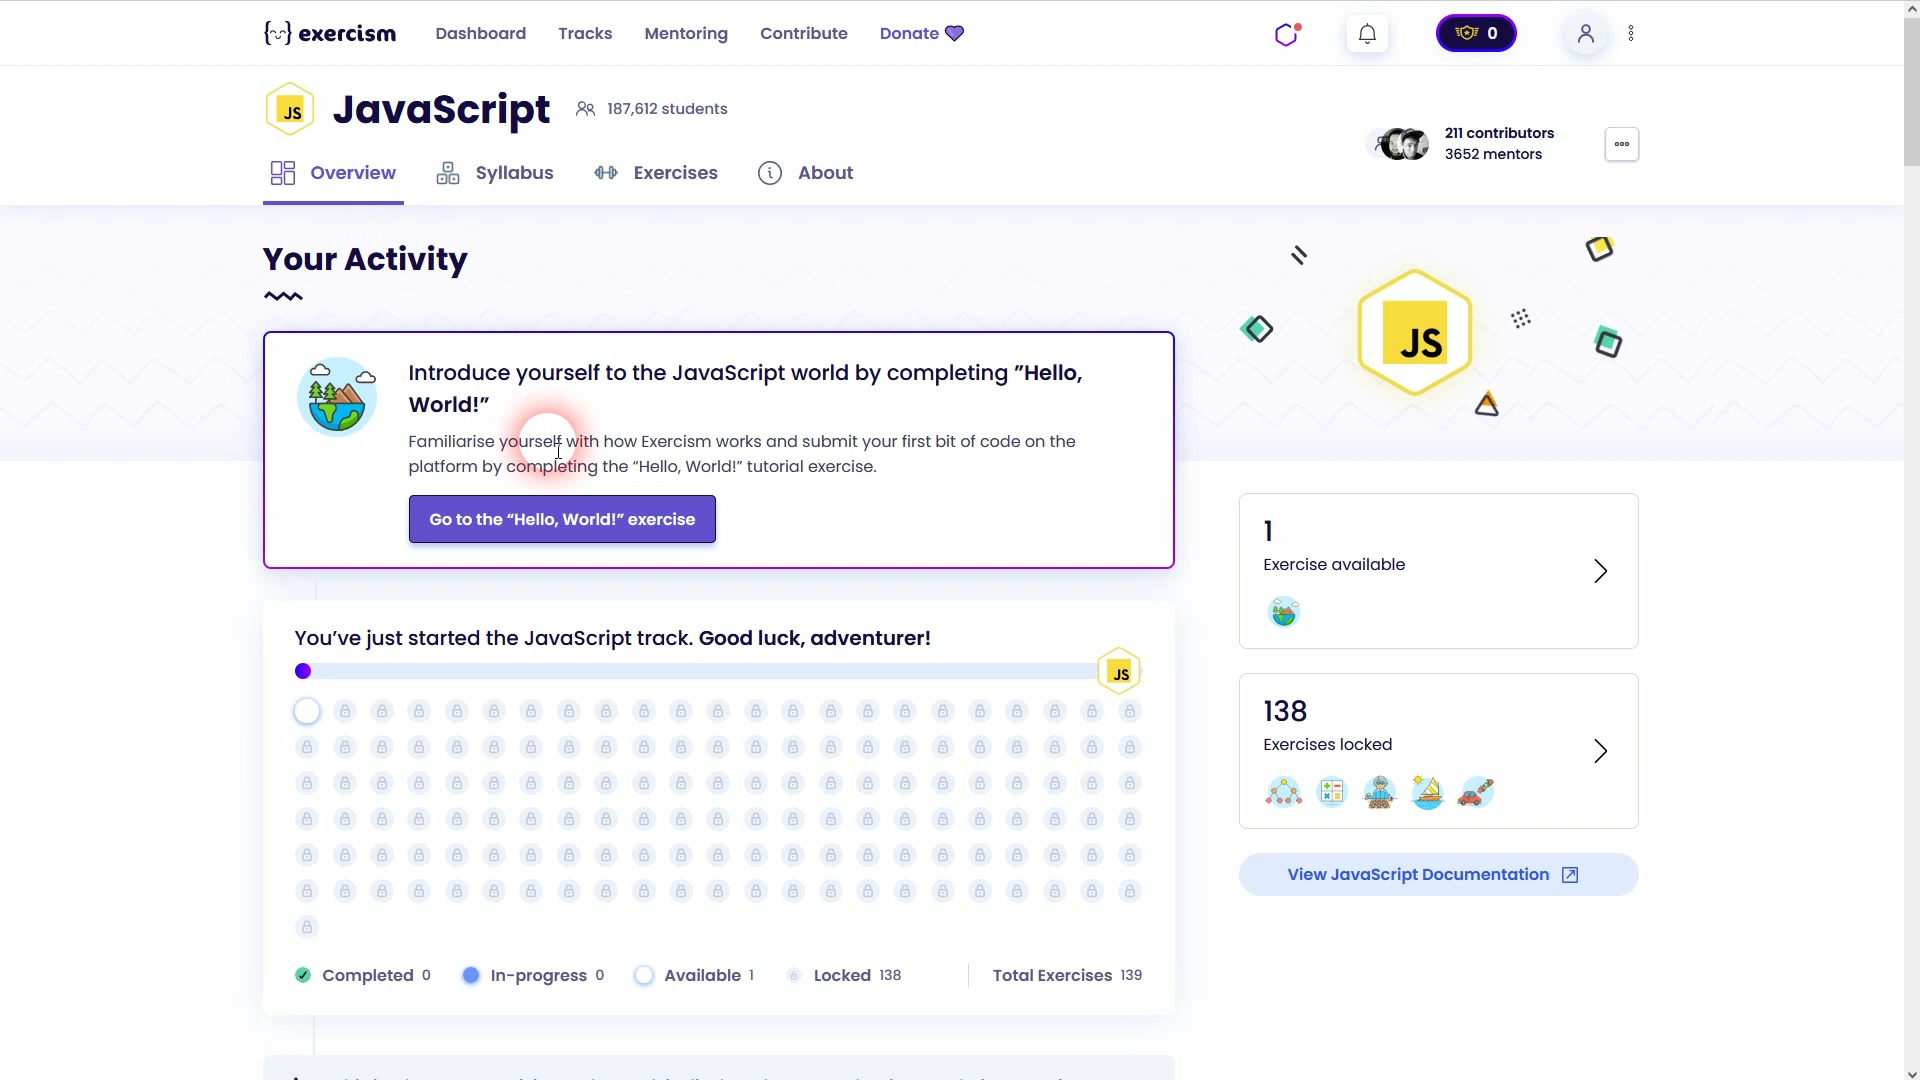 exercism
Dashboard
Tracks
Mentoring
Contribute
Donate
0
JS
JavaScript
187,612 students
211 contributors
3652 mentors
Overview
Syllabus
Exercises
About
Your Activity
JS
Introduce yourself to the JavaScript world by completing ”Hello,
World!”
Familiarise yourself with how Exercism works and submit your first bit of code on the
platform by completing the “Hello, World!” tutorial exercise.
Go to the “Hello, World!” exercise
1
Exercise available
You’ve just started the JavaScript track. Good luck, adventurer!
JS
138
Exercises locked
View JavaScript Documentation
Completed 0
In-progress 0
Available 1
Locked 138
Total Exercises 139